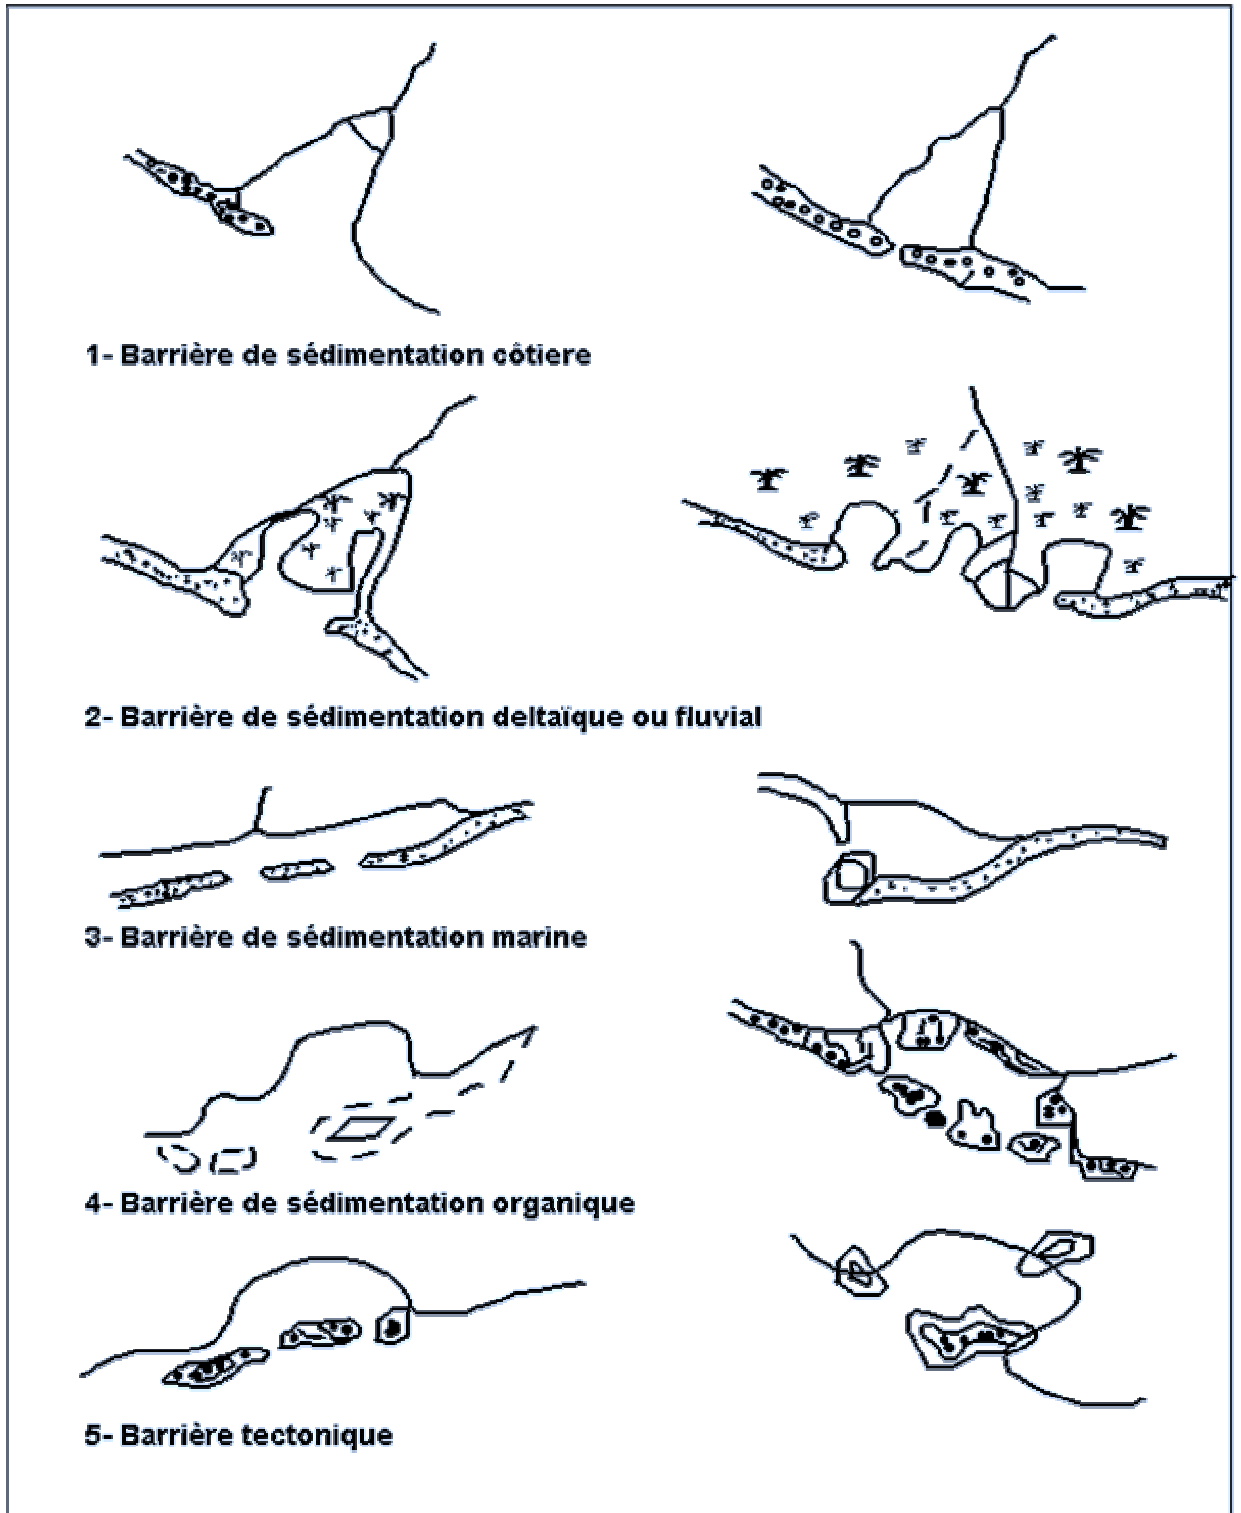 1- Barrière de sédimentation côtiere
2- Barrière de sédimentation deltaïque ou fluvial
3- Barrière de sédimentation marine
4- Barrière de sédimentation organique
5- Barrière tectonique